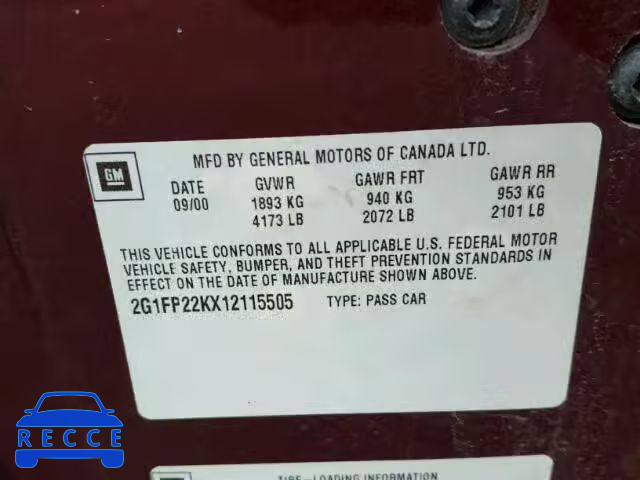 MFD BY GENERAL MOTORS OF CANADA LTD.
GM
DATE GVWR GAWR FRT GAWR RR
09/00 1893 KG 940 KG 953 KG
4173 LB 2072 LB 2101 LB
THIS VEHICLE CONFORMS TO ALL APPLICABLE U.S. FEDERAL MOTOR
VEHICLE SAFETY, BUMPER, AND THEFT PREVENTION STANDARDS
IN EFFECT ON THE DATE OF MANUFACTURE SHOWN ABOVE.
2G1FP22KX12115505 TYPE: PASS CAR
RECCE
TIRE-LOADING INFORMATION